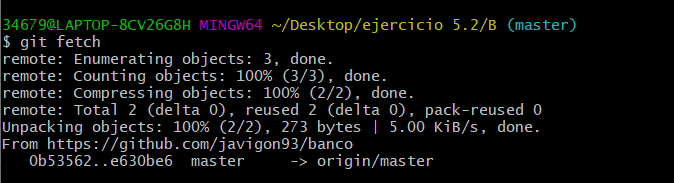 34679@LAPTOP-8CV26G8H MINGW64 ~/Desktop/ejercicio 5.2/B (master)
$ git fetch
remote: Enumerating objects: 3, done.
remote: Counting objects: 100% (3/3), done.
remote: Compressing objects: 100% (2/2), done.
remote: Total 2 (delta 0), reused 2 (delta 0), pack-reused 0
Unpacking objects: 100% (2/2), 273 bytes | 5.00 KiB/s, done.
From https://github.com/javigon93/banco
   0b53562..e630be6  master     -> origin/master